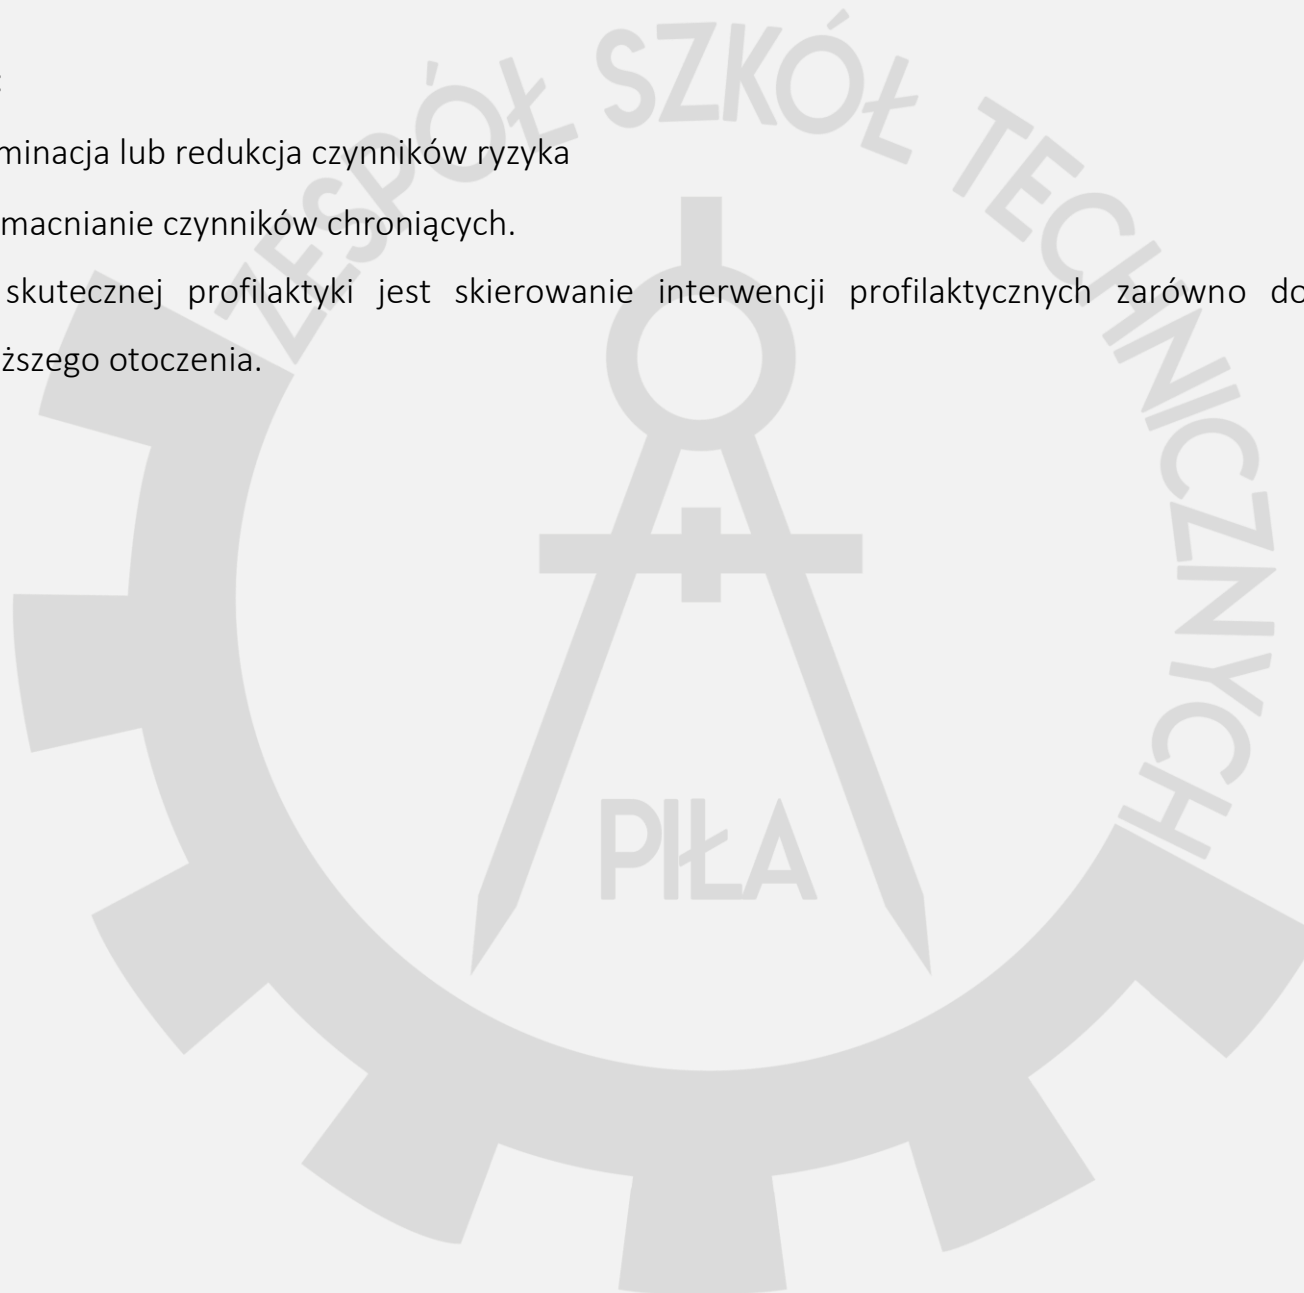 :
minacja lub redukcja czynników ryzyka
macnianie czynników chroniących.
skutecznej profilaktyki jest skierowanie interwencji profilaktycznych zarówno do
ższego otoczenia.
ZESPÓŁ SZKÓŁ TECHNICZNYCH
PIŁA